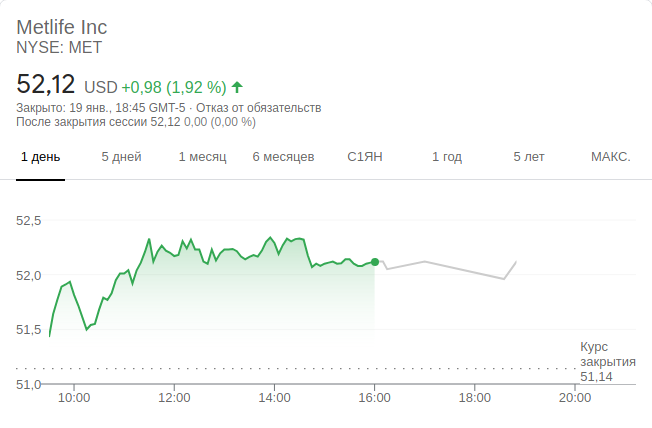 Metlife Inc
NYSE: MET
52,12 USD +0,98 (1,92 %)
Закрыто: 19 янв., 18:45 GMT-5 · Отказ от обязательств
После закрытия сессии 52,12 0,00 (0,00 %)
1 день 5 дней 1 месяц 6 месяцев С1ЯН 1 год 5 лет МАКС.
52,5
52,0
51,5
Курс
закрытия
51,14
51,0
10:00 12:00 14:00 16:00 18:00 20:00